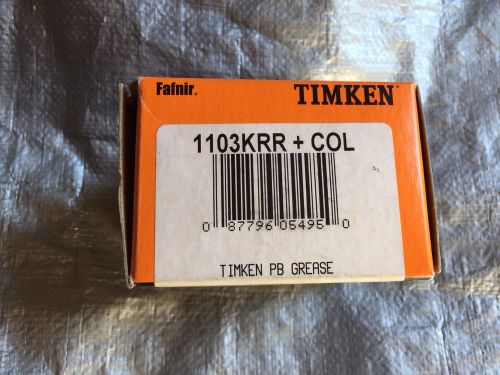 Fafnir® TIMKEN®
1103KRR + COL
0 87796 05495 0
TIMKEN PB GREASE